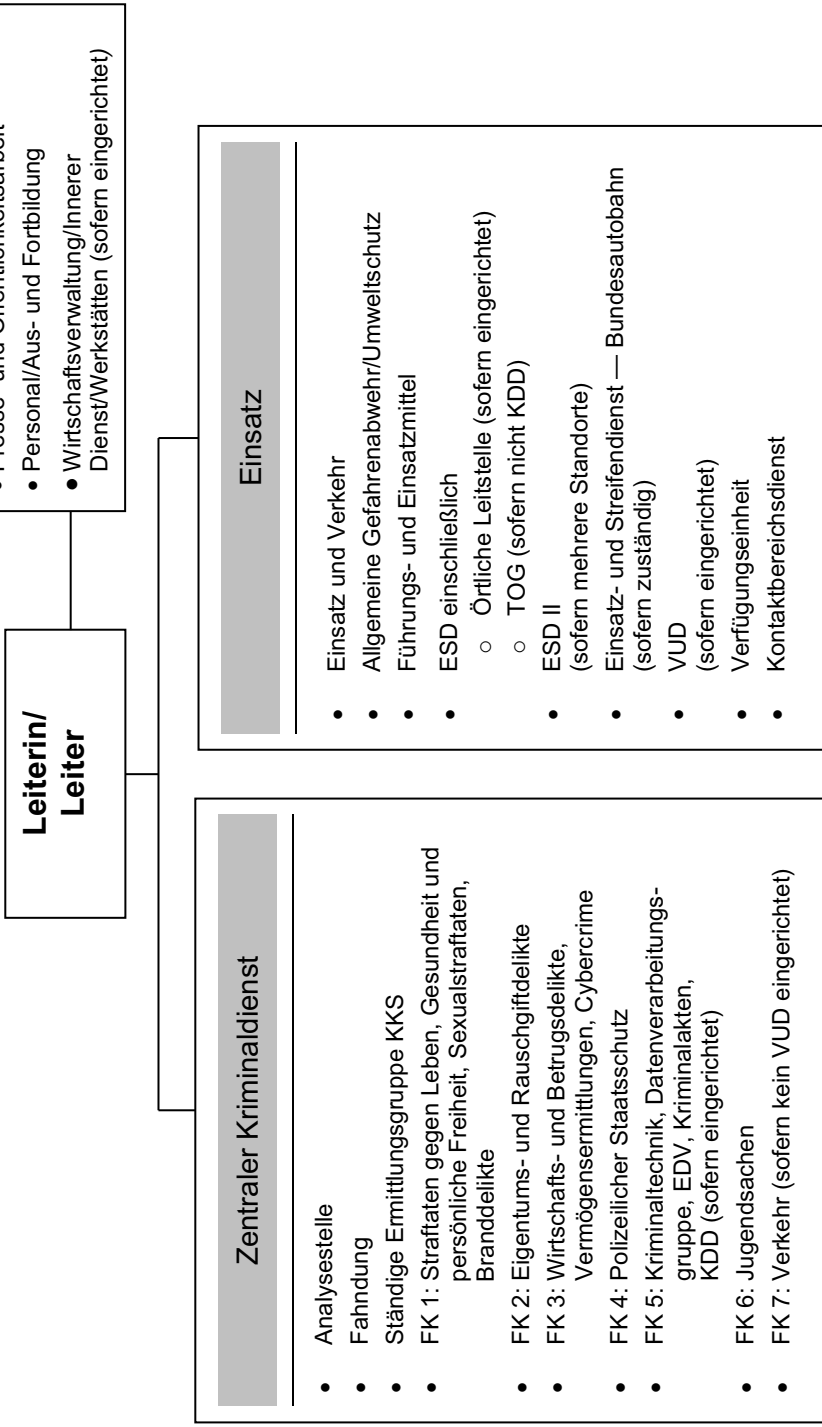 Presse- und Öffentlichkeitsarbeit
• Personal/Aus- und Fortbildung
• Wirtschaftsverwaltung/Innerer
Dienst/Werkstätten (sofern eingerichtet)
Leiterin/
Leiter
Zentraler Kriminaldienst
• Analysestelle
• Fahndung
• Ständige Ermittlungsgruppe KKS
• FK 1: Straftaten gegen Leben, Gesundheit und
persönliche Freiheit, Sexualstraftaten,
Branddelikte
• FK 2: Eigentums- und Rauschgiftdelikte
• FK 3: Wirtschafts- und Betrugsdelikte,
Vermögensermittlungen, Cybercrime
• FK 4: Polizeilicher Staatsschutz
• FK 5: Kriminaltechnik, Datenverarbeitungs-
gruppe, EDV, Kriminalakten,
KDD (sofern eingerichtet)
• FK 6: Jugendsachen
• FK 7: Verkehr (sofern kein VUD eingerichtet)
Einsatz
• Einsatz und Verkehr
• Allgemeine Gefahrenabwehr/Umweltschutz
• Führungs- und Einsatzmittel
• ESD einschließlich
○ Örtliche Leitstelle (sofern eingerichtet)
○ TOG (sofern nicht KDD)
• ESD II
(sofern mehrere Standorte)
• Einsatz- und Streifendienst — Bundesautobahn
(sofern zuständig)
• VUD
(sofern eingerichtet)
• Verfügungseinheit
• Kontaktbereichsdienst